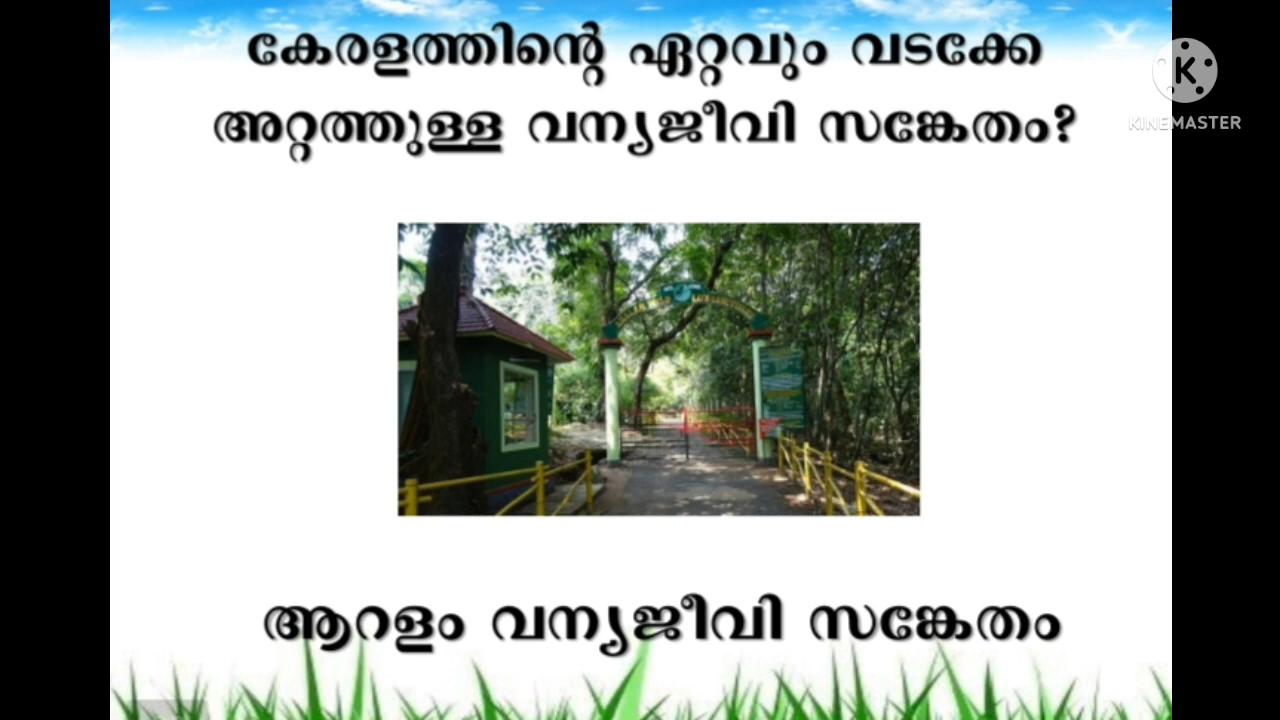 കേരളത്തിന്റെ ഏറ്റവും വടക്കേ
അറ്റത്തുള്ള വന്യജീവി സങ്കേതം?
KINEMASTER
ആറളം വന്യജീവി സങ്കേതം